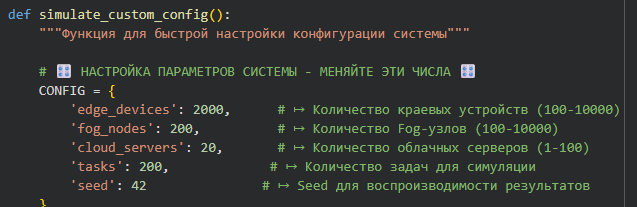 def simulate_custom_config():
"""Функция для быстрой настройки конфигурации системы"""
# 🎛️ НАСТРОЙКА ПАРАМЕТРОВ СИСТЕМЫ - МЕНЯЙТЕ ЭТИ ЧИСЛА 🎛️
CONFIG = {
'edge_devices': 2000, # ↦ Количество краевых устройств (100-10000)
'fog_nodes': 200, # ↦ Количество Fog-узлов (100-10000)
'cloud_servers': 20, # ↦ Количество облачных серверов (1-100)
'tasks': 200, # ↦ Количество задач для симуляции
'seed': 42 # ↦ Seed для воспроизводимости результатов
}